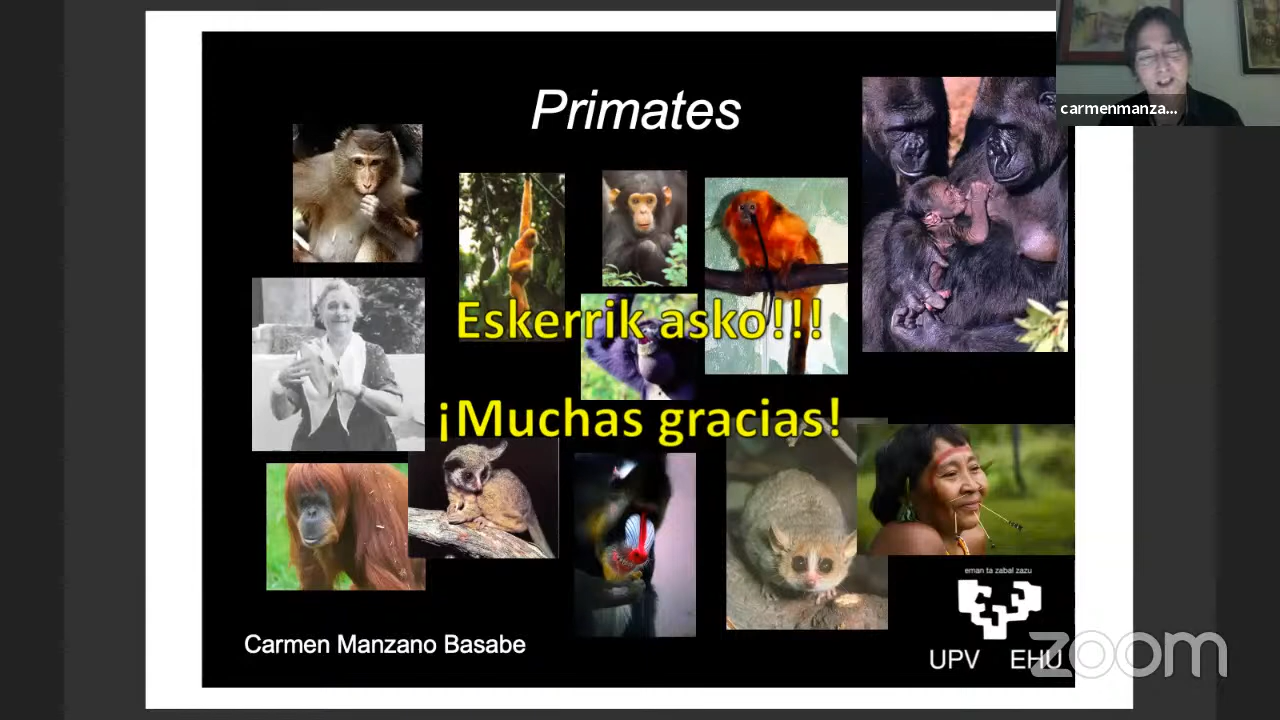 Primates
carmenmanza...
Eskerrik asko!!!
¡Muchas gracias!
eman ta zabal zazu
Carmen Manzano Basabe
UPV EHU
zoom